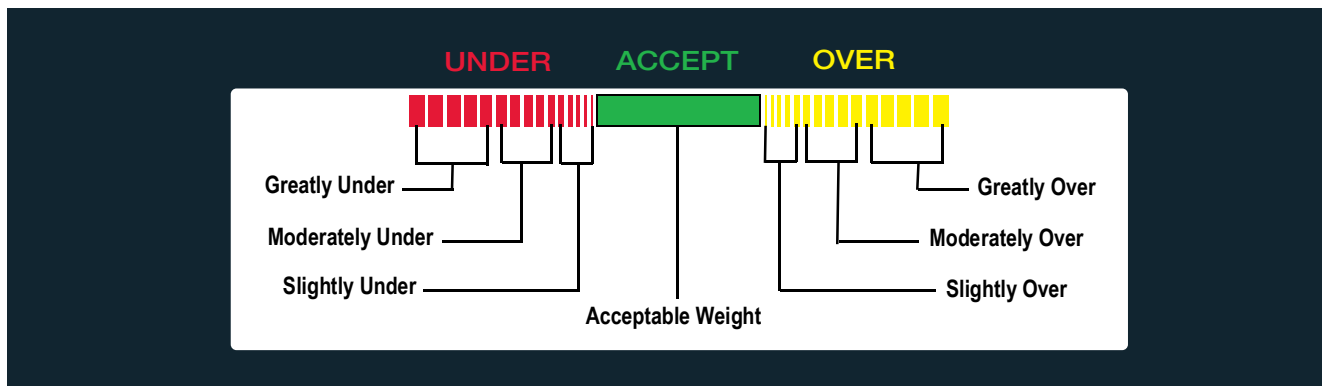 UNDER ACCEPT OVER
Greatly Under
Greatly Over
Moderately Under
Moderately Over
Slightly Under
Slightly Over
Acceptable Weight